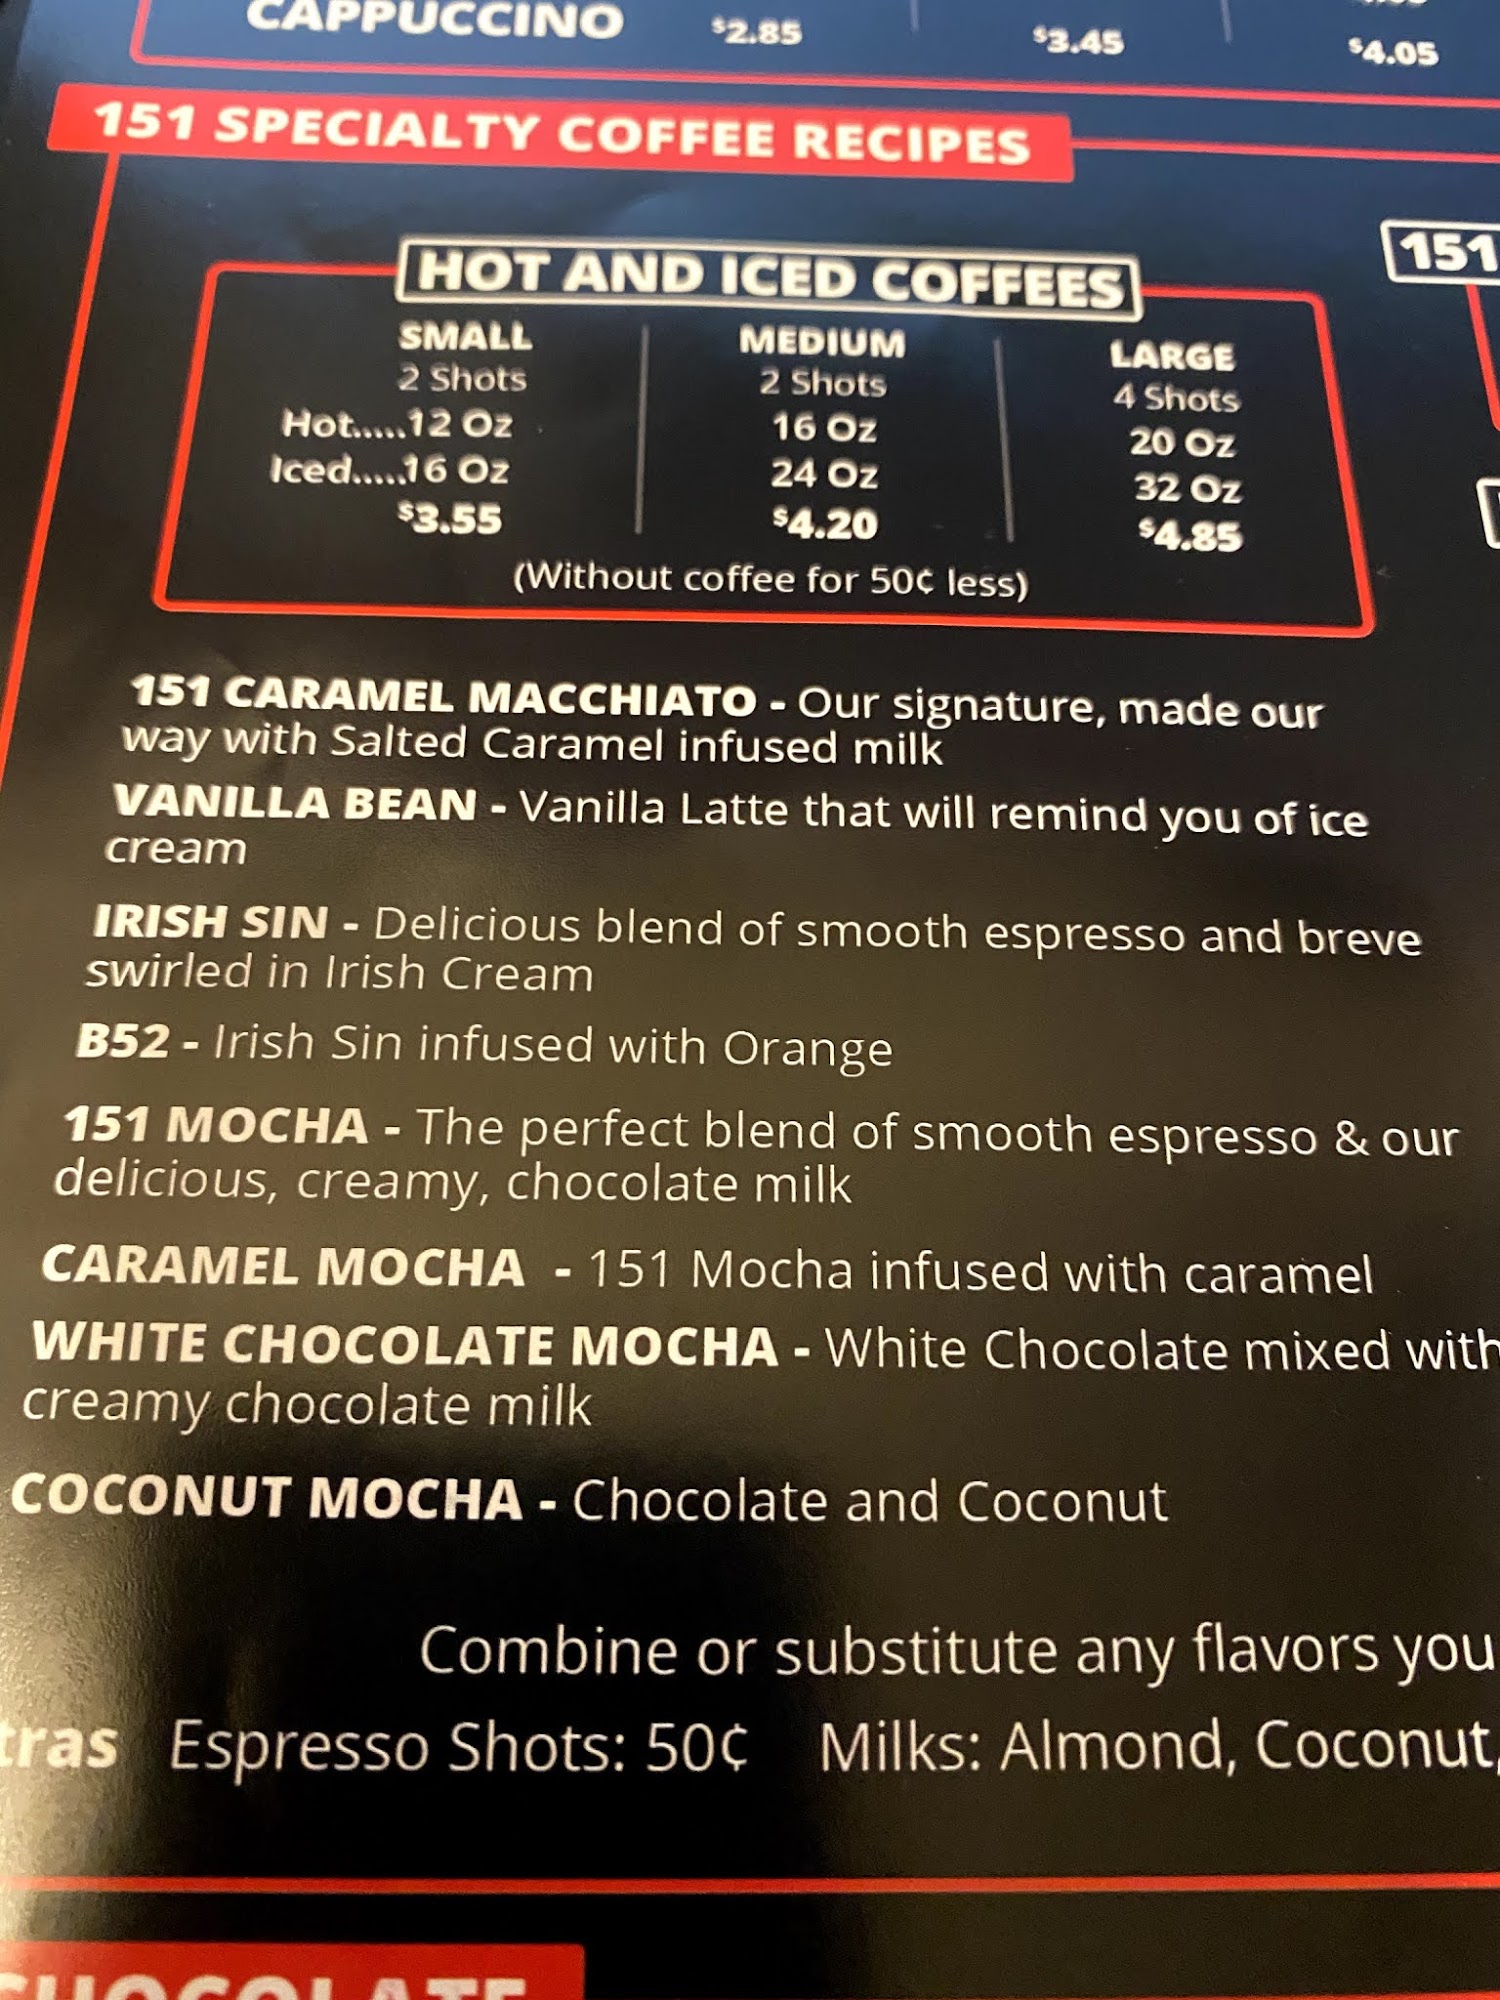 CAPPUCCINO $2.85 $3.45 $4.05
151 SPECIALTY COFFEE RECIPES
151
HOT AND ICED COFFEES
SMALL MEDIUM LARGE
2 Shots 2 Shots 4 Shots
Hot.....12 Oz 16 Oz 20 Oz
Iced.....16 Oz 24 Oz 32 Oz
$3.55 $4.20 $4.85
(Without coffee for 50¢ less)
151 CARAMEL MACCHIATO - Our signature, made our
way with Salted Caramel infused milk
VANILLA BEAN - Vanilla Latte that will remind you of ice
cream
IRISH SIN - Delicious blend of smooth espresso and breve
swirled in Irish Cream
B52 - Irish Sin infused with Orange
151 MOCHA - The perfect blend of smooth espresso & our
delicious, creamy, chocolate milk
CARAMEL MOCHA - 151 Mocha infused with caramel
WHITE CHOCOLATE MOCHA - White Chocolate mixed with
creamy chocolate milk
COCONUT MOCHA - Chocolate and Coconut
Combine or substitute any flavors you
tras Espresso Shots: 50¢ Milks: Almond, Coconut,
CHOCOLATE